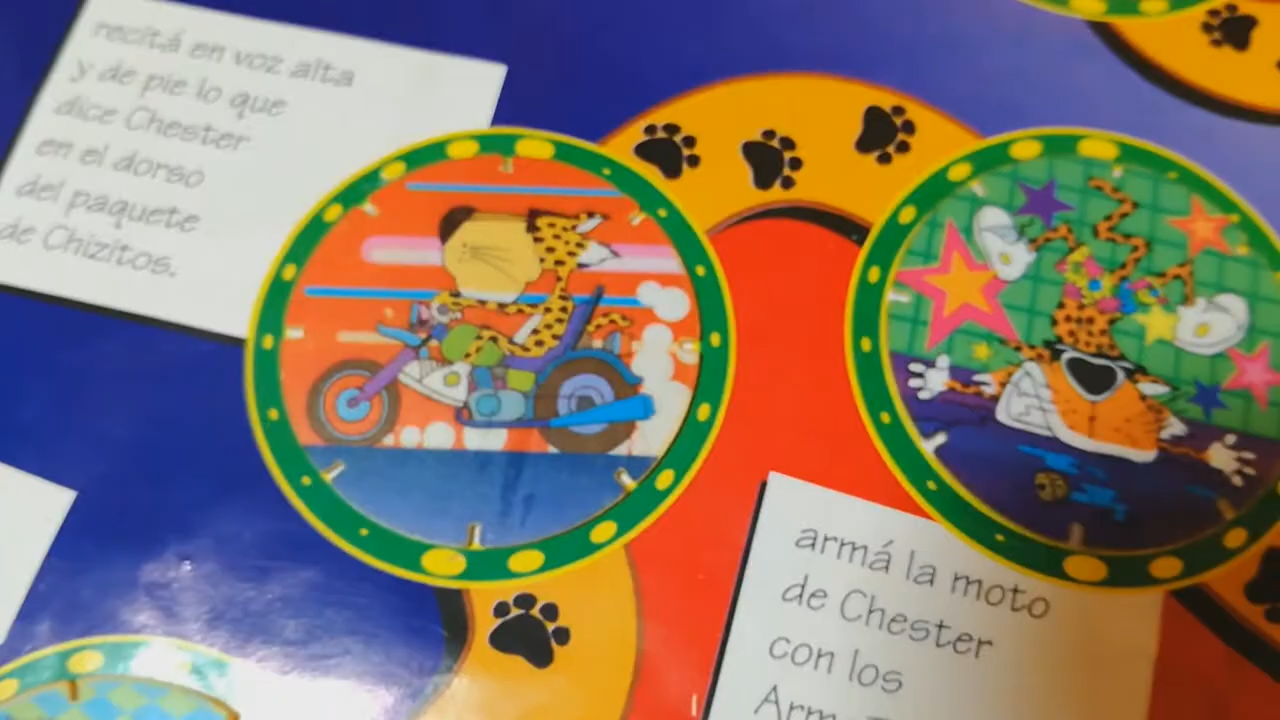 recitá en voz alta
y de pie lo que
dice Chester
en el dorso
del paquete
de Chizitos.
armá la moto
de Chester
con los